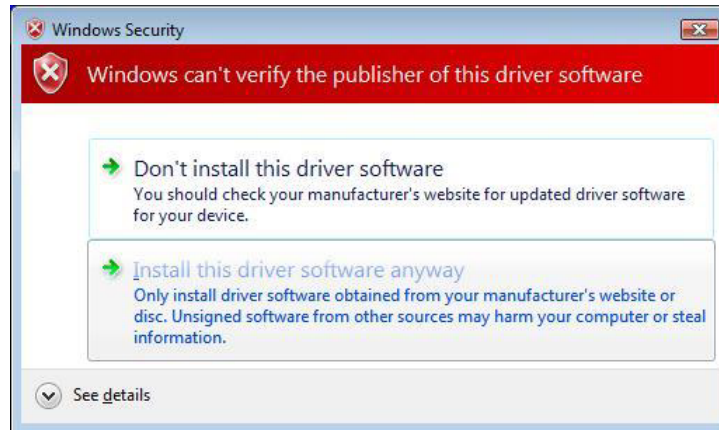 Windows Security
Windows can't verify the publisher of this driver software
Don't install this driver software
You should check your manufacturer's website for updated driver software
for your device.
Install this driver software anyway
Only install driver software obtained from your manufacturer's website or
disc. Unsigned software from other sources may harm your computer or steal
information.
See details